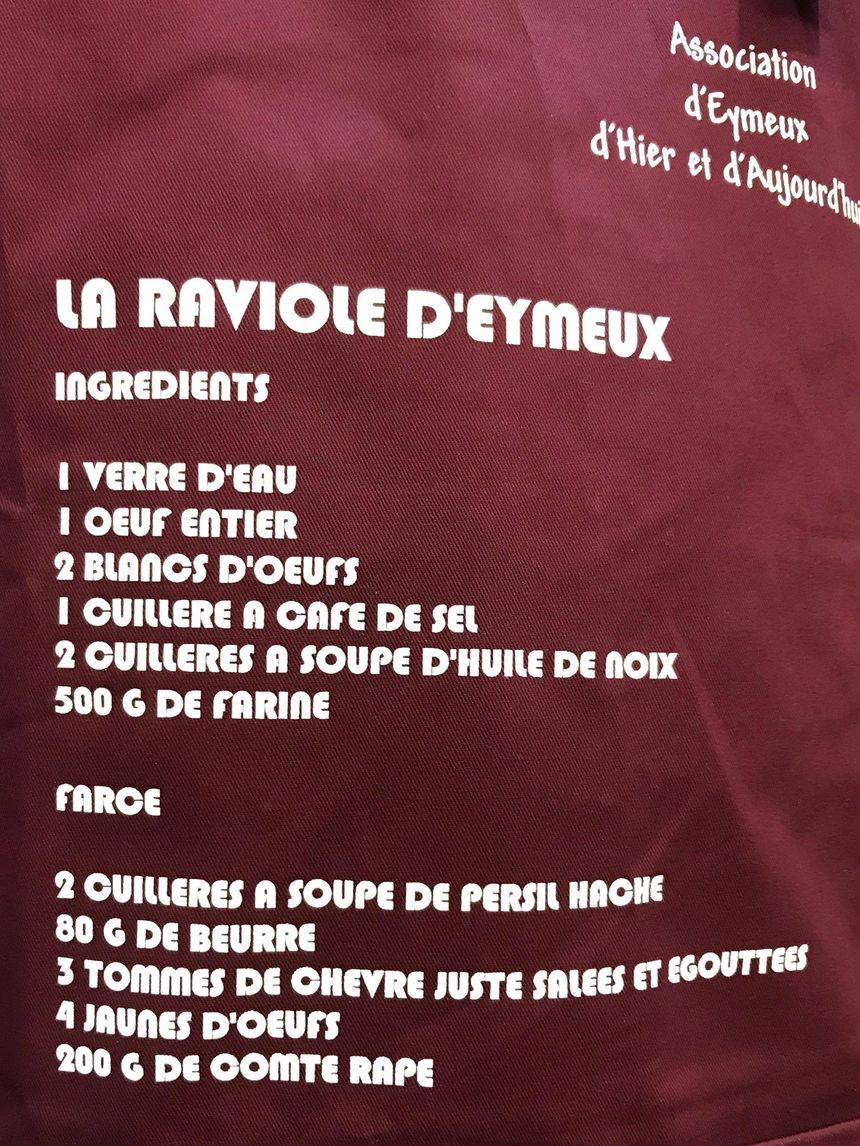 Association
d'Eymeux
d'Hier et d'Aujourd'hui
LA RAVIOLE D'EYMEUX
INGREDIENTS
1 VERRE D'EAU
1 OEUF ENTIER
2 BLANCS D'OEUFS
1 CUILLERE A CAFE DE SEL
2 CUILLERES A SOUPE D'HUILE DE NOIX
500 G DE FARINE
FARCE
2 CUILLERES A SOUPE DE PERSIL HACHE
80 G DE BEURRE
3 TOMMES DE CHEVRE JUSTE SALEES ET EGOUTTEES
4 JAUNES D'OEUFS
200 G DE COMTE RAPE